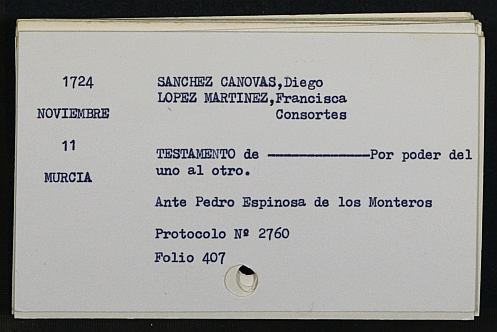 1724
NOVIEMBRE
11
MURCIA
SANCHEZ CANOVAS,Diego
LOPEZ MARTINEZ,Francisca
Consortes
TESTAMENTO de ----------------Por poder del
uno al otro.
Ante Pedro Espinosa de los Monteros
Protocolo Nº 2760
Folio 407